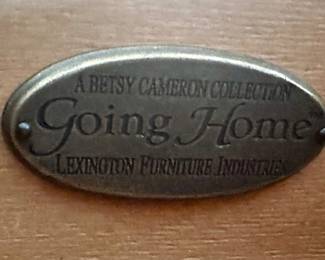 A BETSY CAMERON COLLECTION
Going Home
LEXINGTON FURNITURE INDUSTRIES